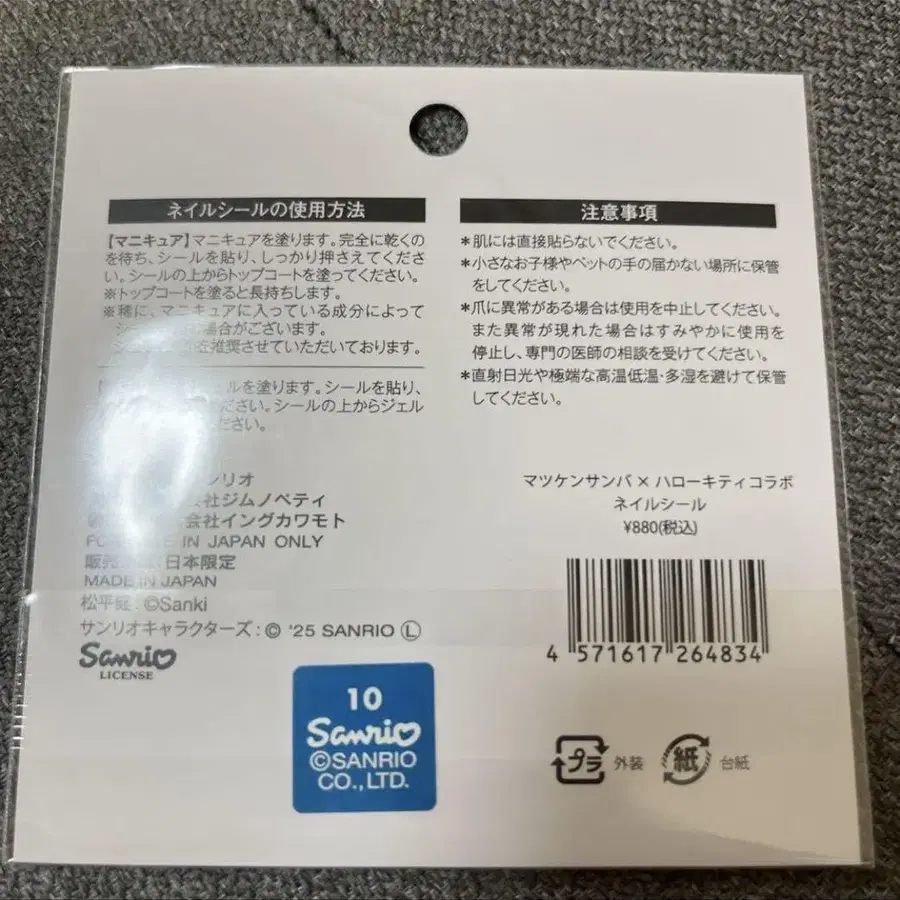 ネイルシールの使用方法
【マニキュア】マニキュアを塗ります。完全に乾くの
を待ち、シールを貼り、しっかり押さえてくださ
い。シールの上からトップコートを塗ってください。
※トップコートを塗ると長持ちします。
※稀に、マニキュアに入っている成分によって
場合がございます。
を推奨させていただいております。
ルを塗ります。シールを貼り、
ださい。シールの上からジェル
ださい。
注意事項
*肌には直接貼らないでください。
*小さなお子様やペットの手の届かない場所に保管
をしてください。
*爪に異常がある場合は使用を中止してください。
また異常が現れた場合はすみやかに使用を
停止し、専門の医師の相談を受けてください。
*直射日光や極端な高温低温・多湿を避けて保管
してください。
ンリオ
会社ジムノペティ
会社イングカワモト
IN JAPAN ONLY
販売 日本限定
MADE IN JAPAN
松平健:©Sanki
サンリオキャラクターズ:© '25 SANRIO Ⓛ
Sanrio
LICENSE
10
Sanrio
©SANRIO
CO.,LTD.
マツケンサンバ×ハローキティコラボ
ネイルシール
¥880(税込)
4 571617 264834
プラ 外装 紙 台紙